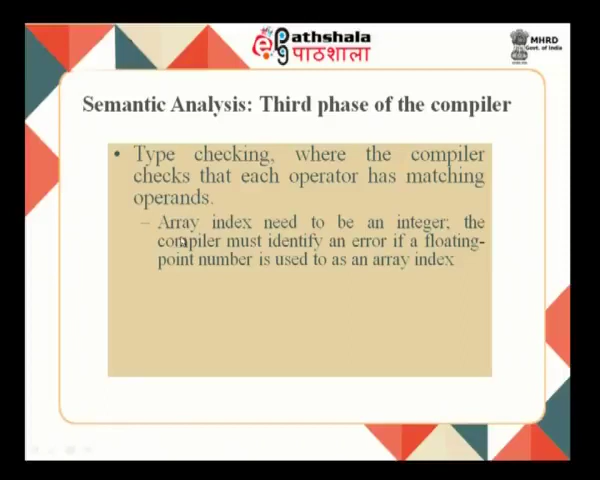 Pathshala
पाठशाला
MHRD
Govt. of India
Semantic Analysis: Third phase of the compiler
• Type checking, where the compiler
checks that each operator has matching
operands.
– Array index need to be an integer; the
compiler must identify an error if a floating-
point number is used to as an array index